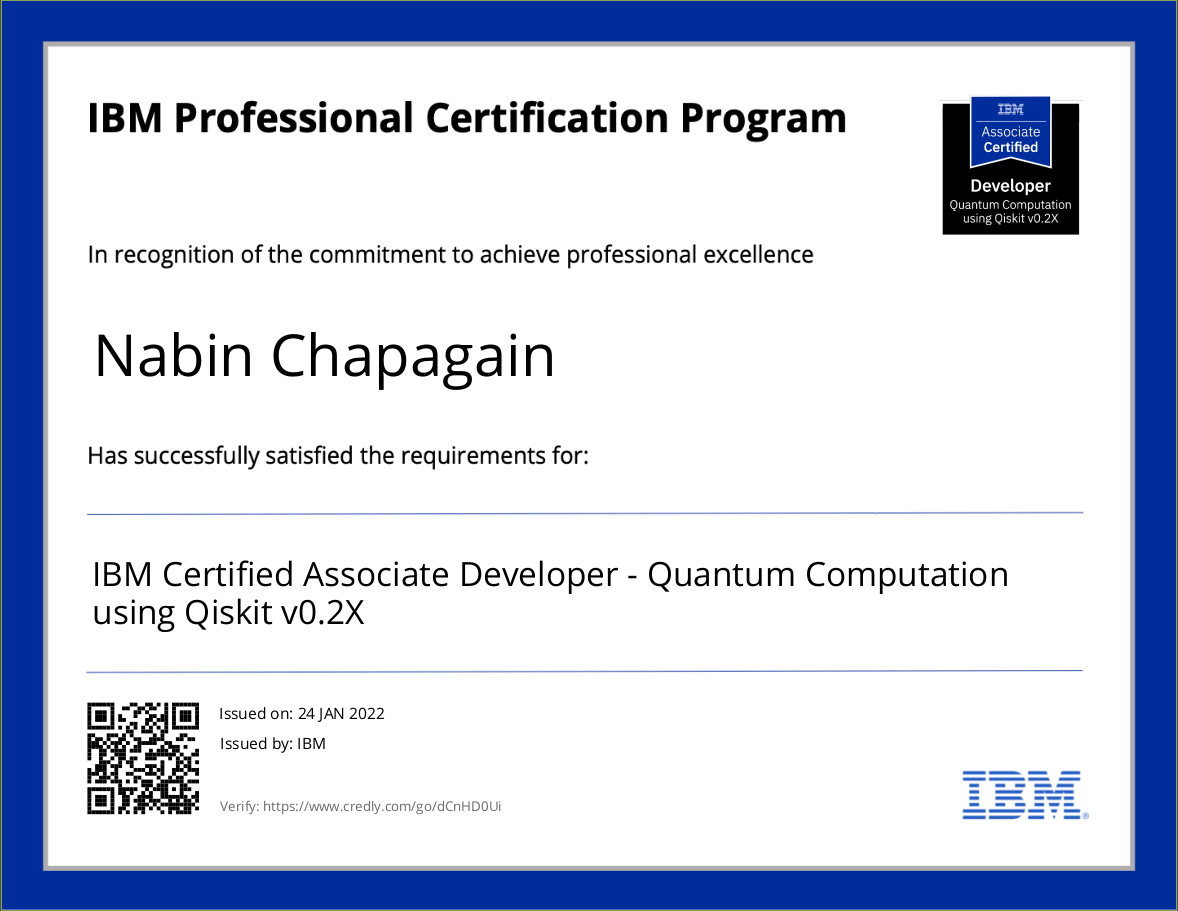 IBM Professional Certification Program
IBM
Associate
Certified
Developer
Quantum Computation
using Qiskit v0.2X
In recognition of the commitment to achieve professional excellence
Nabin Chapagain
Has successfully satisfied the requirements for:
IBM Certified Associate Developer - Quantum Computation
using Qiskit v0.2X
Issued on: 24 JAN 2022
Issued by: IBM
Verify: https://www.credly.com/go/dCnHD0Ui
IBM®